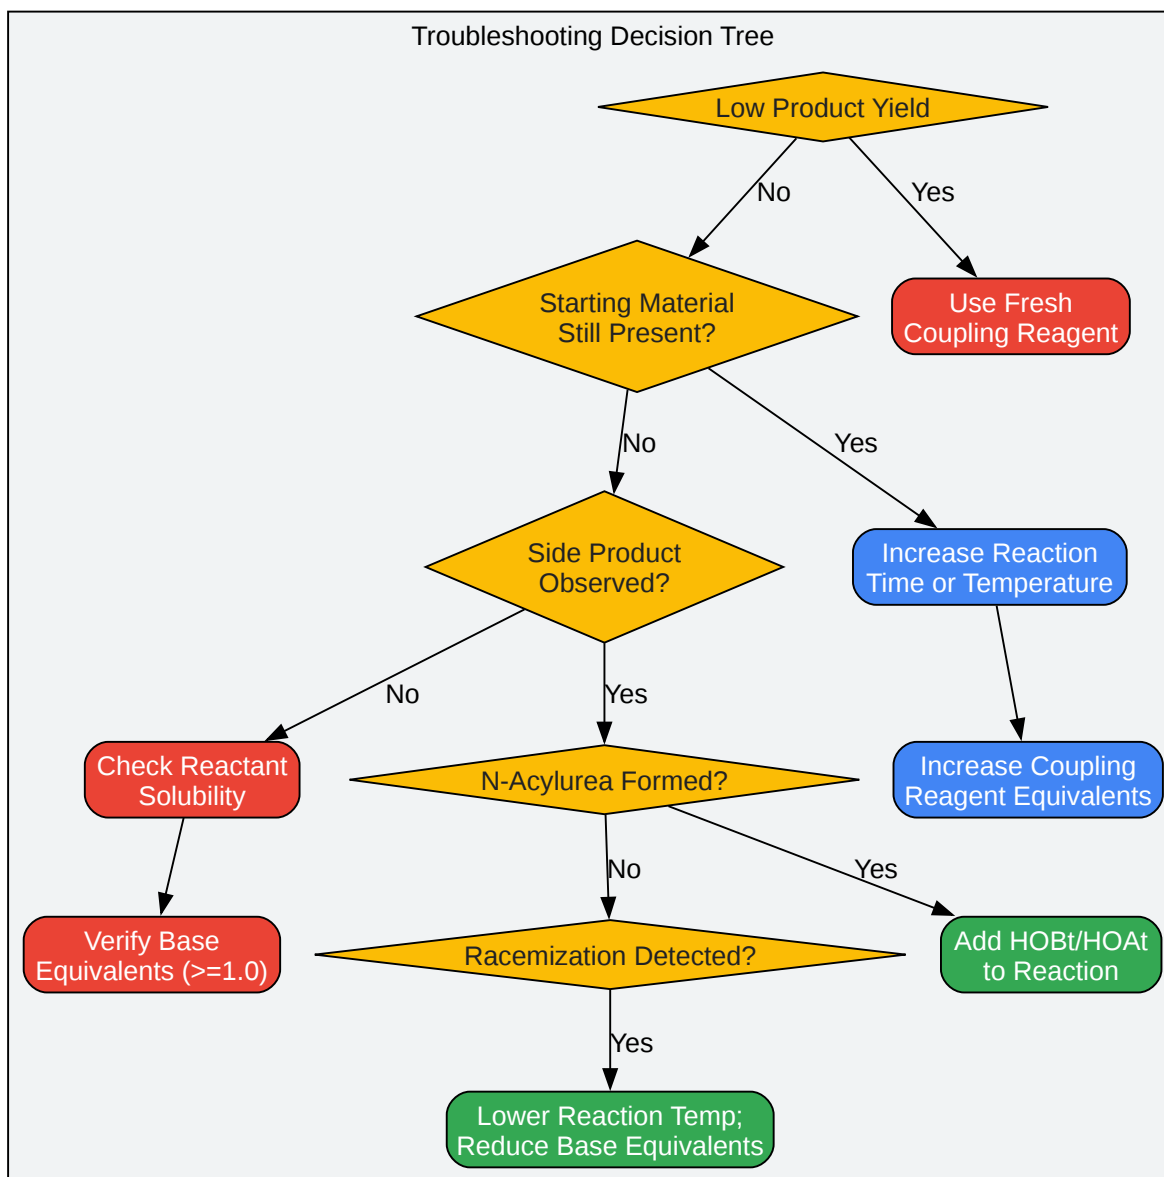 Troubleshooting Decision Tree
Low Product Yield
No
Yes
Starting Material
Still Present?
Use Fresh
Coupling Reagent
No
Yes
Side Product
Observed?
Increase Reaction
Time or Temperature
No
Yes
Check Reactant
Solubility
N-Acylurea Formed?
Increase Coupling
Reagent Equivalents
No
Yes
Verify Base
Equivalents (>=1.0)
Racemization Detected?
Add HOBt/HOAt
to Reaction
Yes
Lower Reaction Temp;
Reduce Base Equivalents